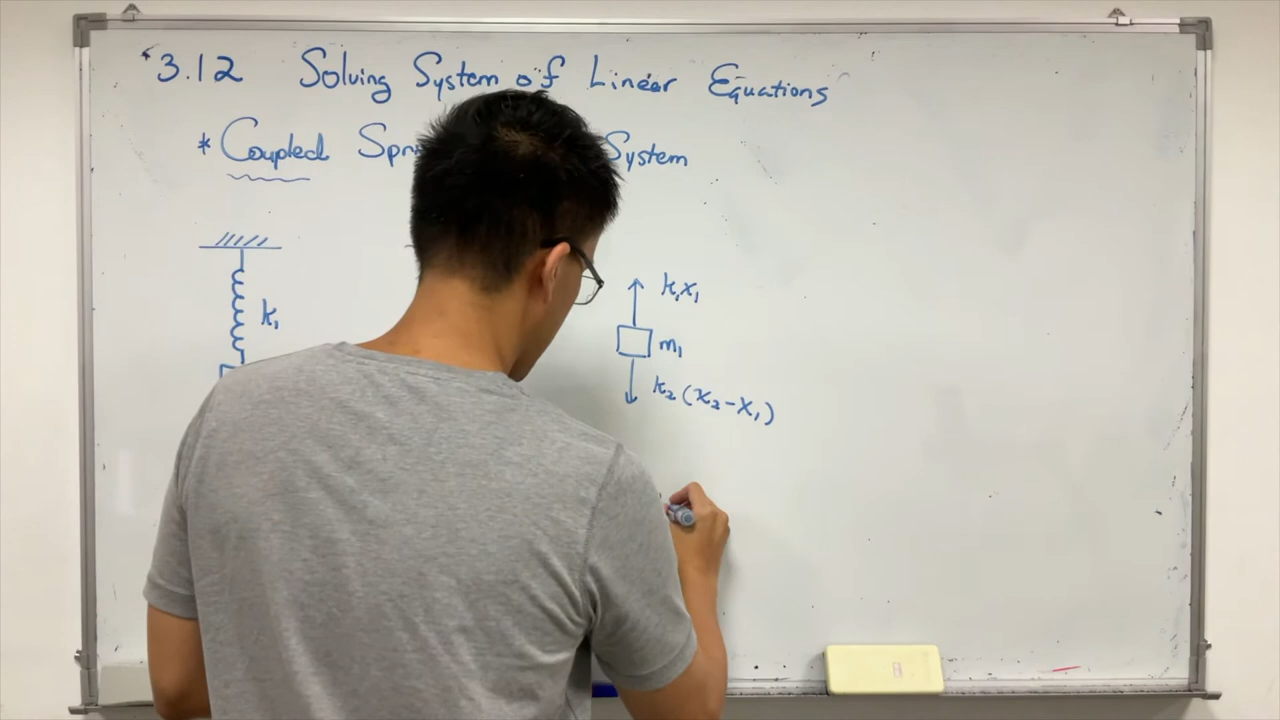 3.12 Solving System of Linear Equations
* Coupled Spr System
k₁
k₁x₁
m₁
k₂(x₂-x₁)